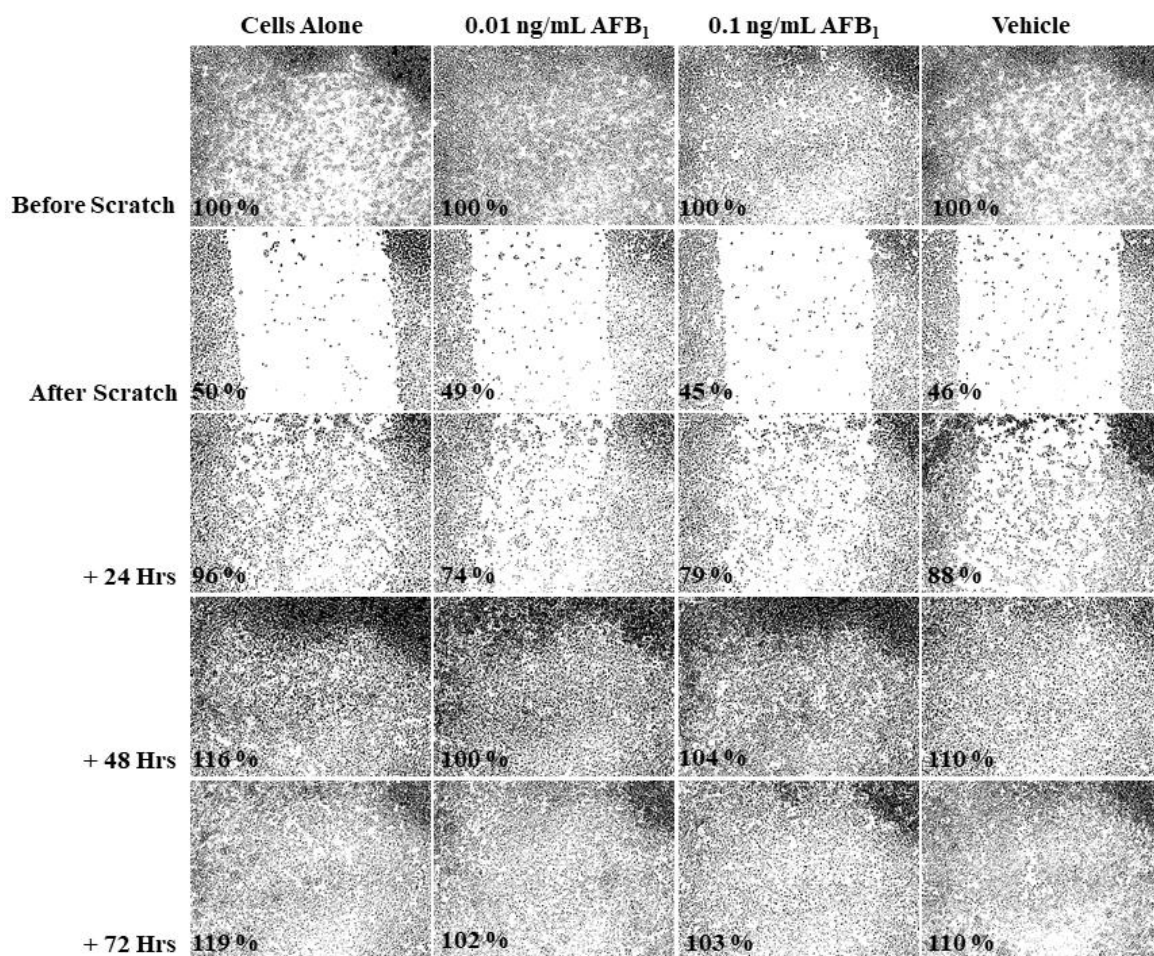 Cells Alone 0.01 ng/mL AFB₁ 0.1 ng/mL AFB₁ Vehicle
Before Scratch 100 % 100 % 100 % 100 %
After Scratch 50 % 49 % 45 % 46 %
+ 24 Hrs 96 % 74 % 79 % 88 %
+ 48 Hrs 116 % 100 % 104 % 110 %
+ 72 Hrs 119 % 102 % 103 % 110 %